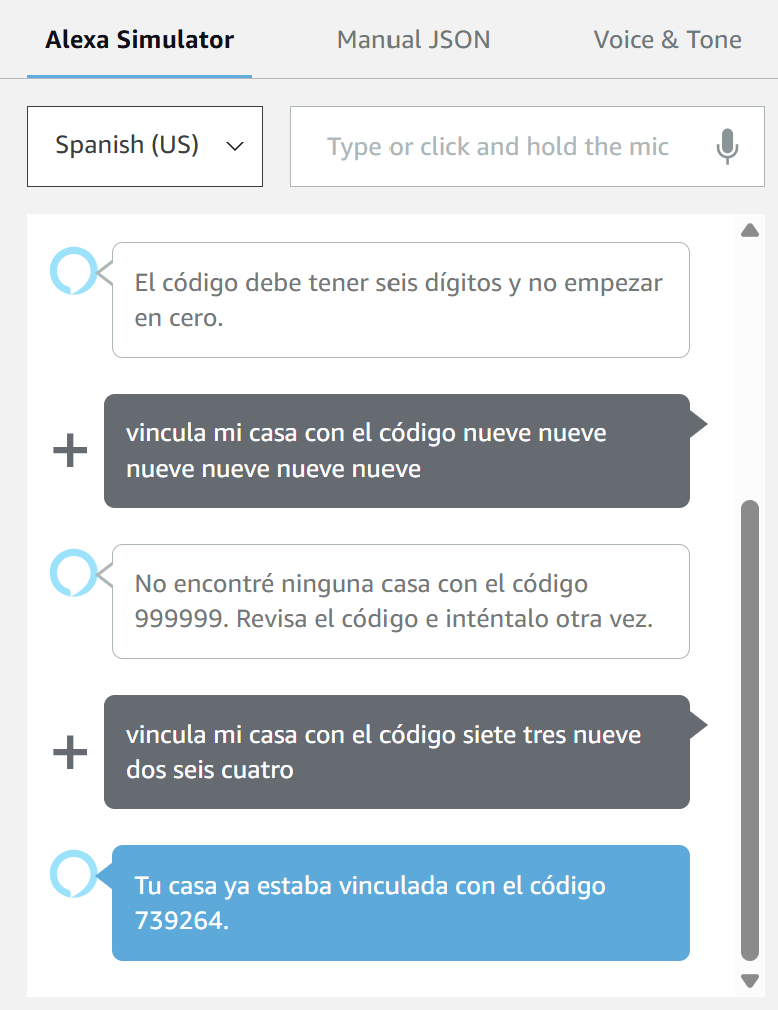 Alexa Simulator
Manual JSON
Voice & Tone
Spanish (US)
Type or click and hold the mic
El código debe tener seis dígitos y no empezar
en cero.
vincula mi casa con el código nueve nueve
nueve nueve nueve nueve
No encontré ninguna casa con el código
999999. Revisa el código e inténtalo otra vez.
vincula mi casa con el código siete tres nueve
dos seis cuatro
Tu casa ya estaba vinculada con el código
739264.